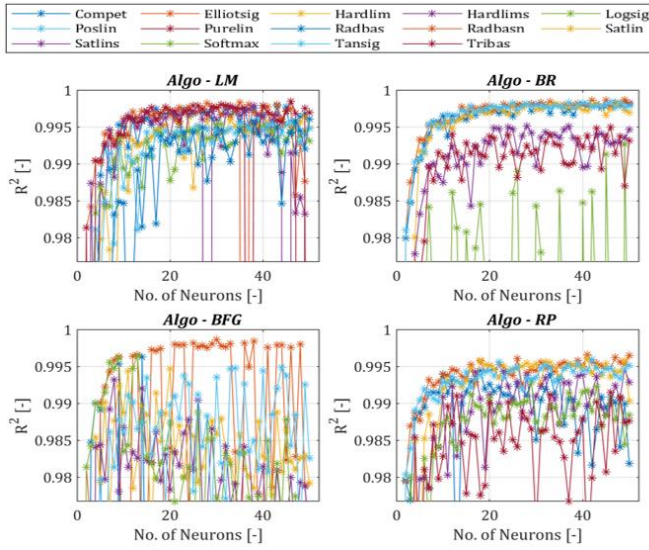 Compet Elliotsig Hardlim Hardlims Logsig
Poslin Purelin Radbas Radbasn Satlin
Satlins Softmax Tansig Tribas
Algo - LM Algo - BR
1 1
0.995 0.995
0.99 0.99
0.985 0.985
0.98 0.98
R² [-] R² [-]
0 20 40 0 20 40
No. of Neurons [-] No. of Neurons [-]
Algo - BFG Algo - RP
1 1
0.995 0.995
0.99 0.99
0.985 0.985
0.98 0.98
R² [-] R² [-]
0 20 40 0 20 40
No. of Neurons [-] No. of Neurons [-]